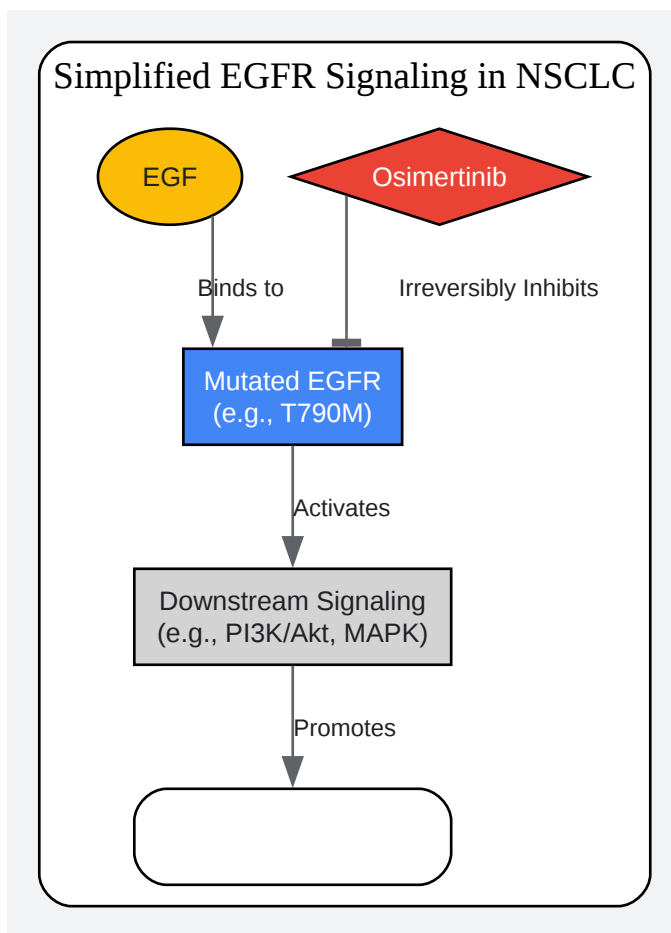 Simplified EGFR Signaling in NSCLC
EGF
Osimertinib
Binds to
Irreversibly Inhibits
Mutated EGFR
(e.g., T790M)
Activates
Downstream Signaling
(e.g., PI3K/Akt, MAPK)
Promotes